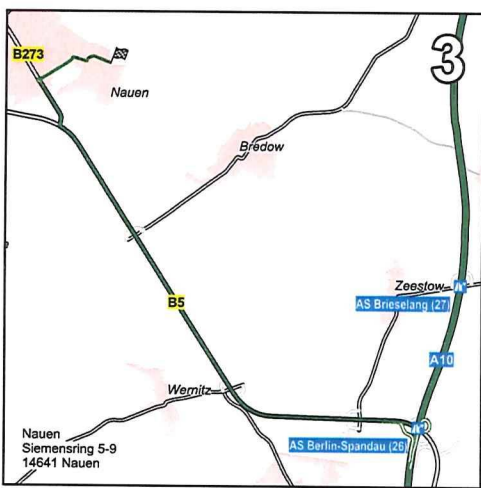 3
B273
Nauen
Bredow
Zeestow
AS Brieselang (27)
B5
A10
Wernitz
AS Berlin-Spandau (26)
Nauen
Siemensring 5-9
14641 Nauen